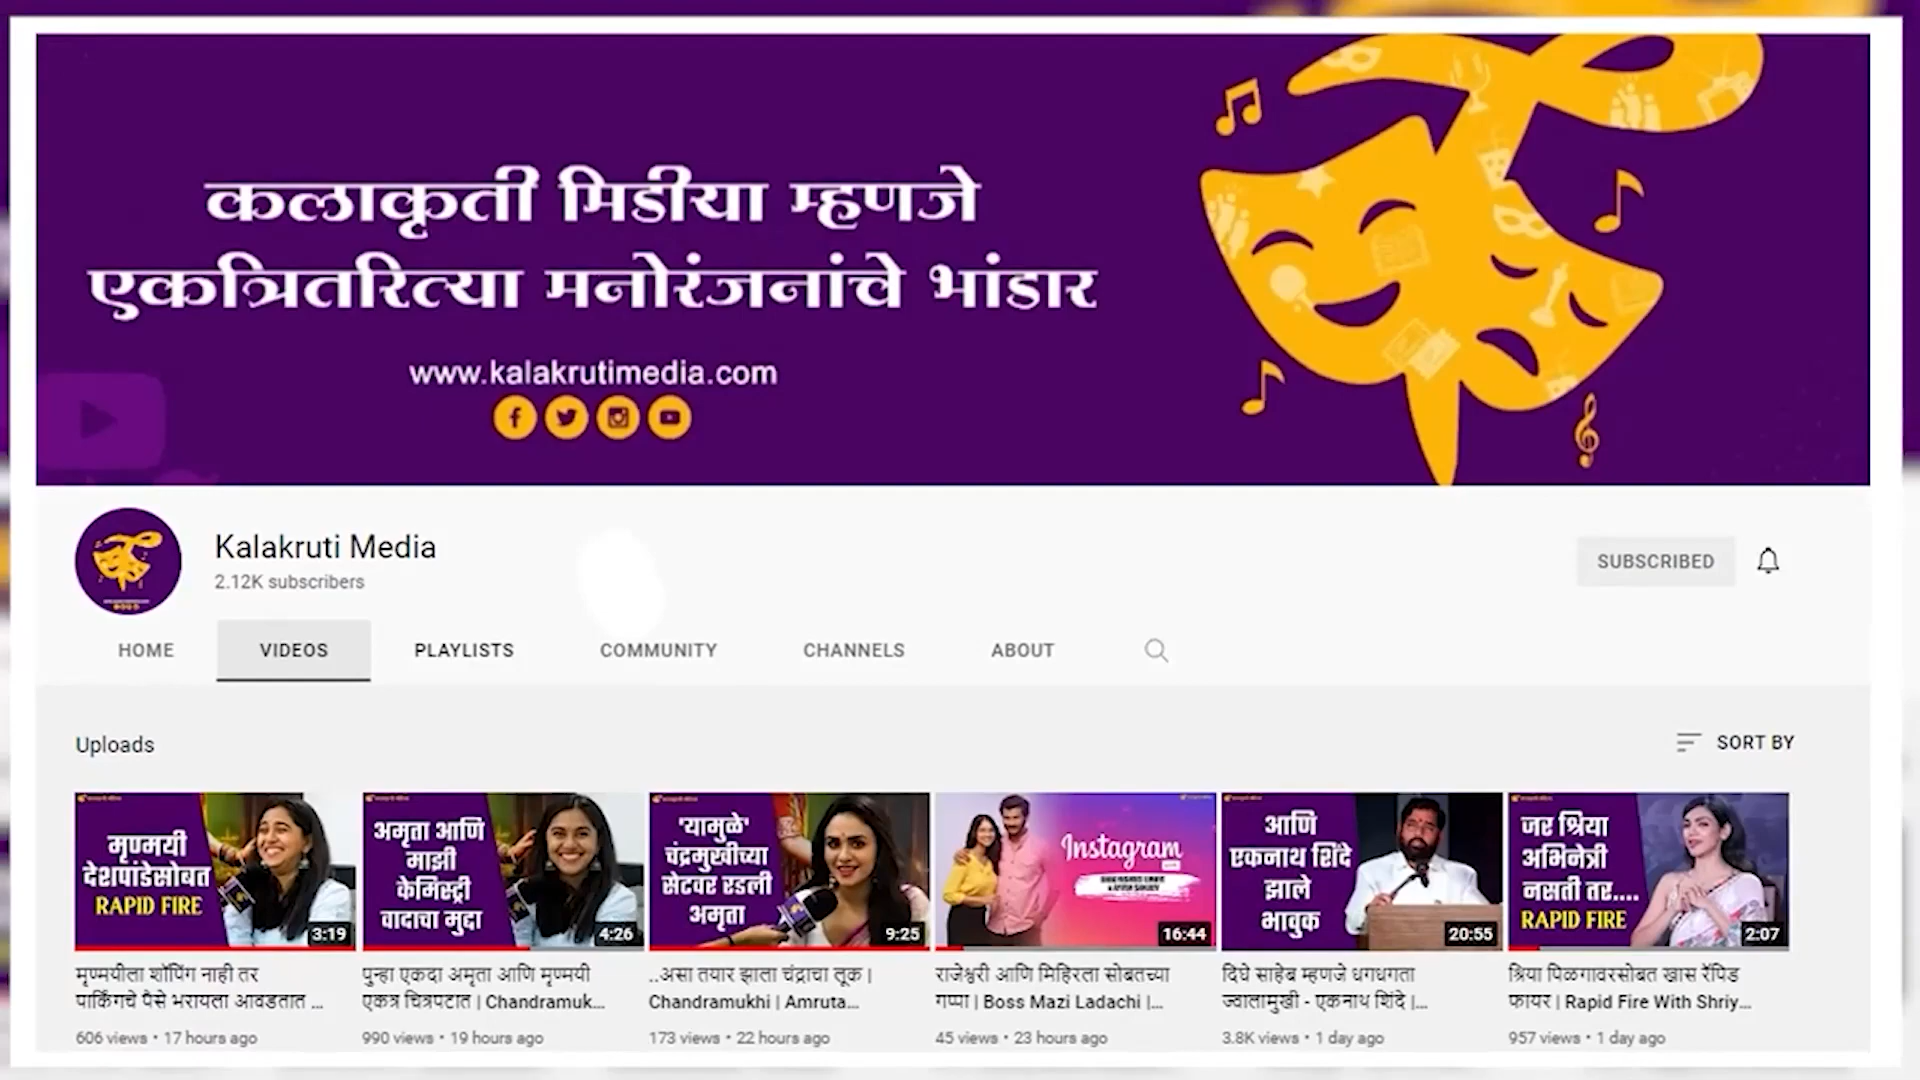 कलाकृती मिडीया म्हणजे
एकत्रितरित्या मनोरंजनांचे भांडार
www.kalakrutimedia.com
Kalakruti Media
2.12K subscribers
SUBSCRIBED
HOME
VIDEOS
PLAYLISTS
COMMUNITY
CHANNELS
ABOUT
Uploads
SORT BY
मृण्मयी
देशपांडेसोबत
RAPID FIRE
3:19
मृण्मयीला शॉपिंग नाही तर
पार्किंगचे पैसे भरायला आवडतात ...
606 views • 17 hours ago
अमृता आणि
माझी
केमिस्ट्री
वादाचा मुद्दा
4:26
पुन्हा एकदा अमृता आणि मृण्मयी
एकत्र चित्रपटात | Chandramuk...
990 views • 19 hours ago
'यामुळे'
चंद्रमुखीच्या
सेटवर रडली
अमृता
9:25
..असा तयार झाला चंद्राचा लूक |
Chandramukhi | Amruta...
173 views • 22 hours ago
Instagram
16:44
राजेश्वरी आणि मिहिरला सोबतच्या
गप्पा | Boss Mazi Ladachi |...
45 views • 23 hours ago
आणि
एकनाथ शिंदे
झाले
भावुक
20:55
दिघे साहेब म्हणजे धगधगता
ज्वालामुखी - एकनाथ शिंदे |...
3.8K views • 1 day ago
जर श्रिया
अभिनेत्री
नसती तर....
RAPID FIRE
2:07
श्रिया पिळगावरसोबत खास रॅपिड
फायर | Rapid Fire With Shriy...
957 views • 1 day ago